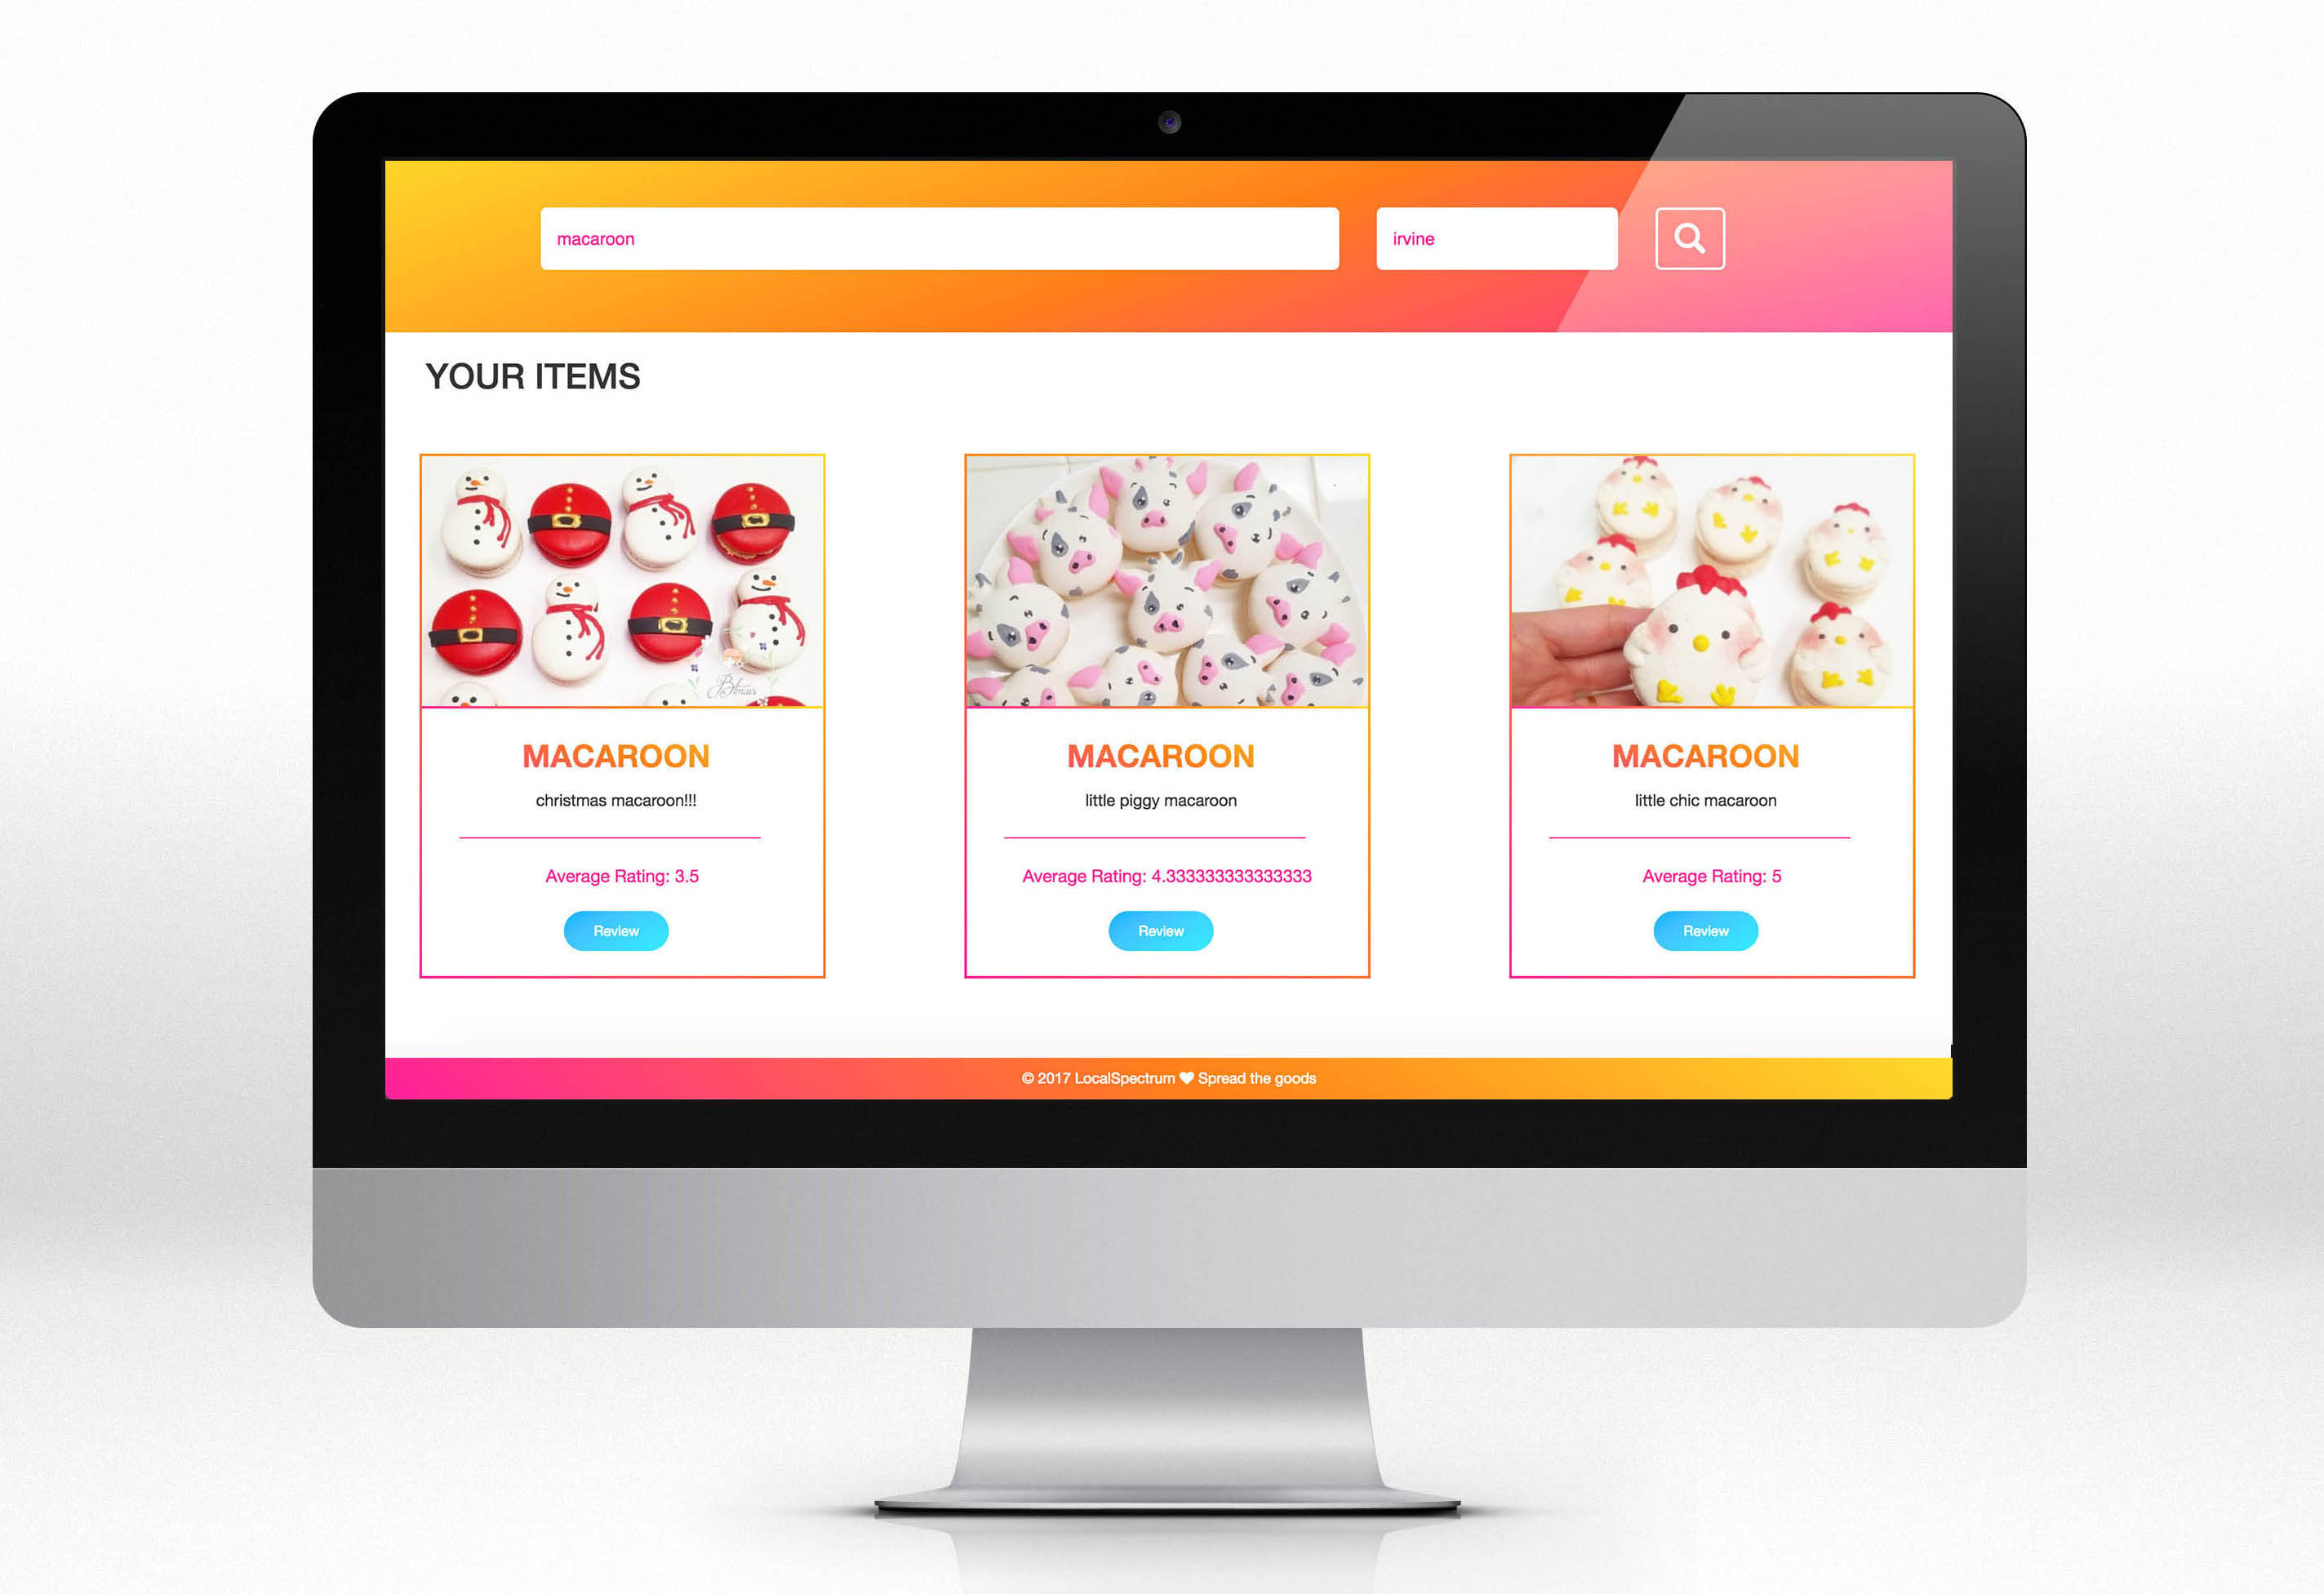 macaroon
irvine
YOUR ITEMS
MACAROON
christmas macaroon!!!
Average Rating: 3.5
Review
MACAROON
little piggy macaroon
Average Rating: 4.333333333333333
Review
MACAROON
little chic macaroon
Average Rating: 5
Review
© 2017 LocalSpectrum ♥ Spread the goods